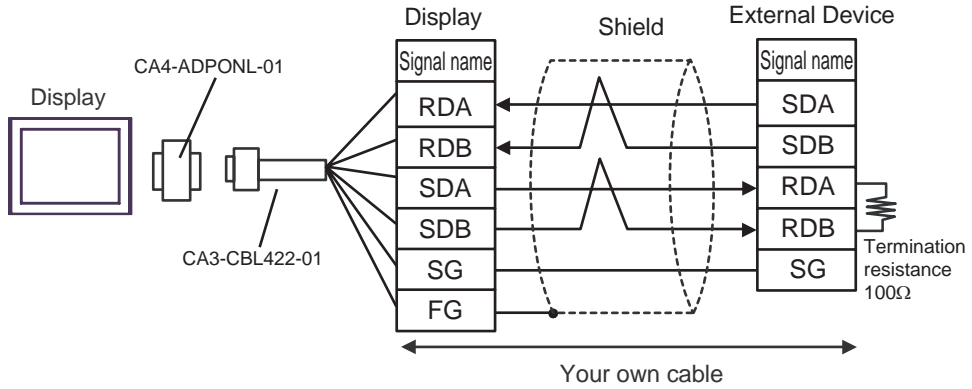 Display
CA4-ADPONL-01
CA3-CBL422-01
Display
Signal name
RDA
RDB
SDA
SDB
SG
FG
Shield
External Device
Signal name
SDA
SDB
RDA
RDB
SG
Termination
resistance
100Ω
Your own cable